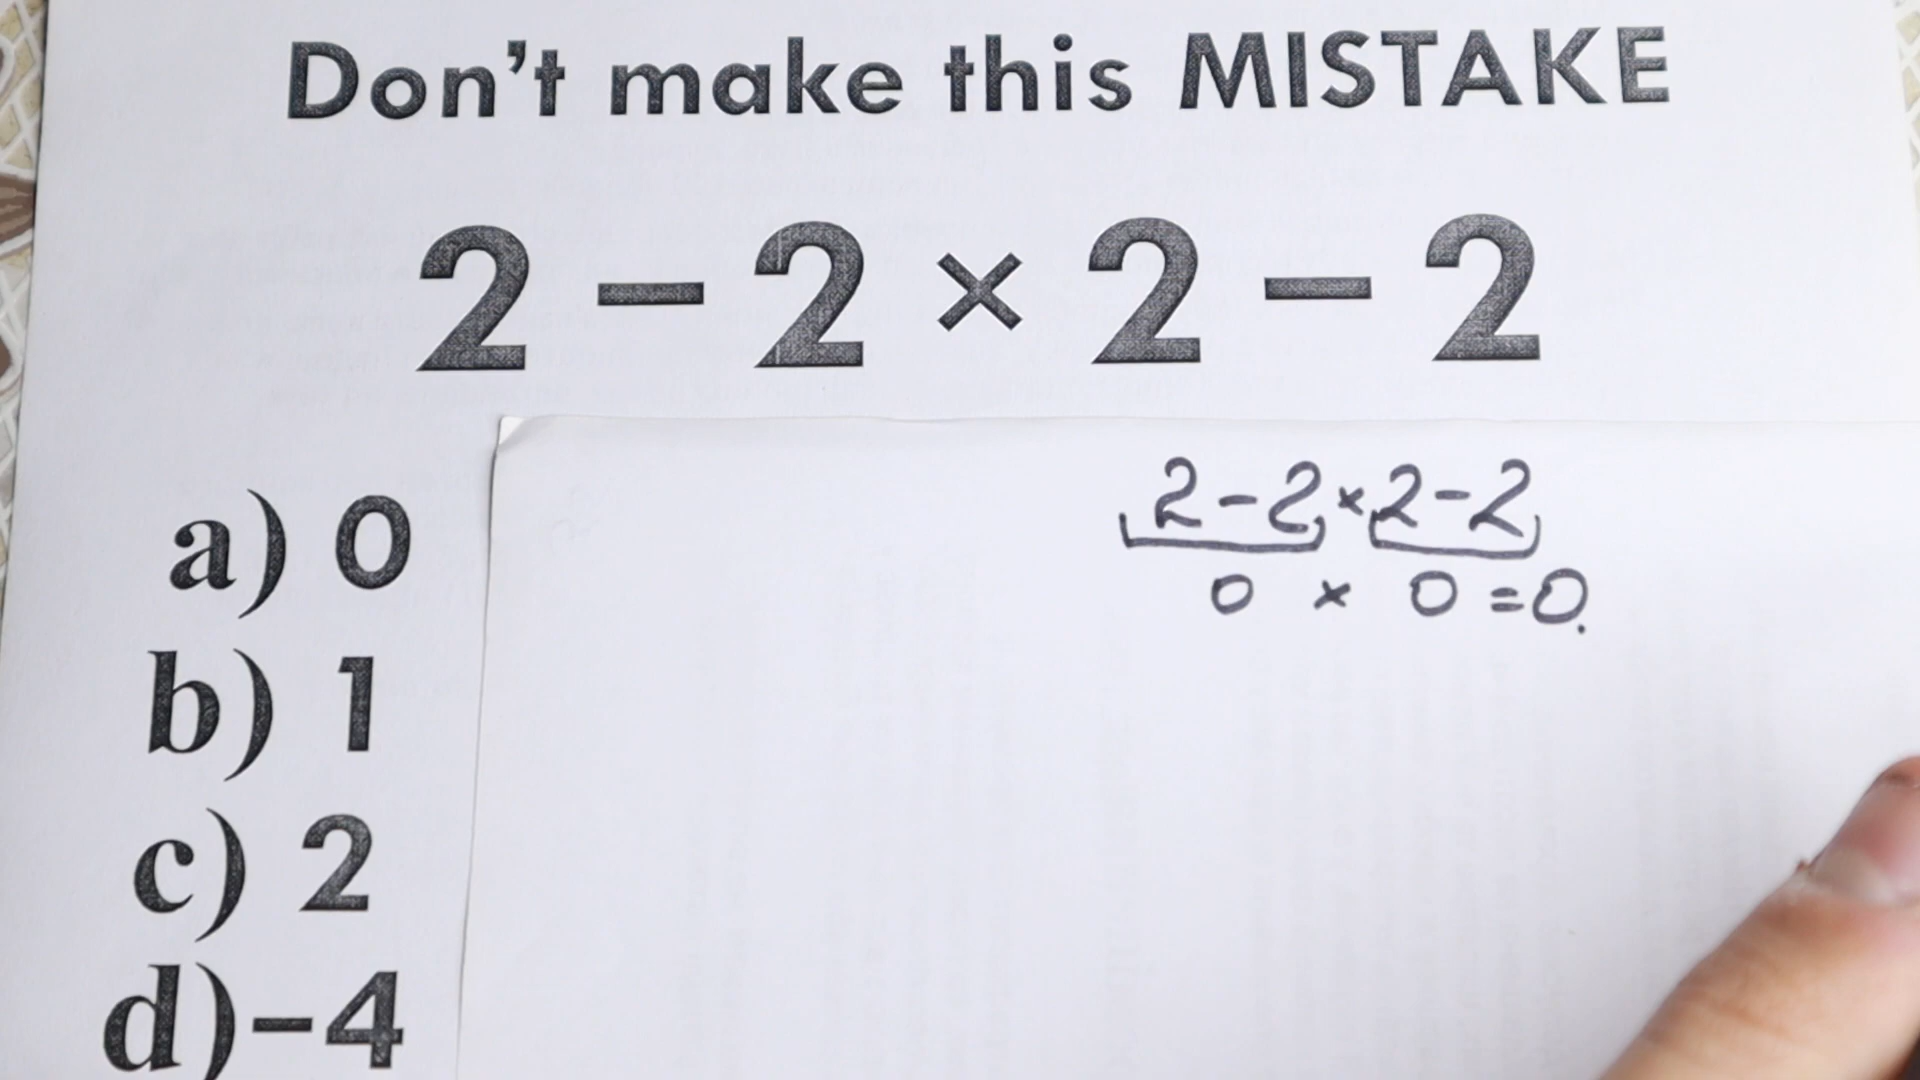 Don't make this MISTAKE
2 – 2 × 2 – 2
a) 0
b) 1
c) 2
d) –4
2 - 2 × 2 - 2
0 × 0 = 0.